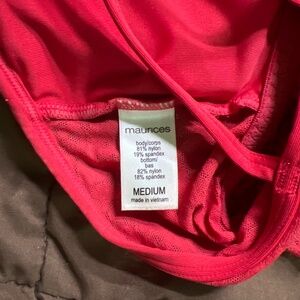 maurices
body/corps
81% nylon
19% spandex
bottom/
bas
82% nylon
18% spandex
MEDIUM
made in vietnam